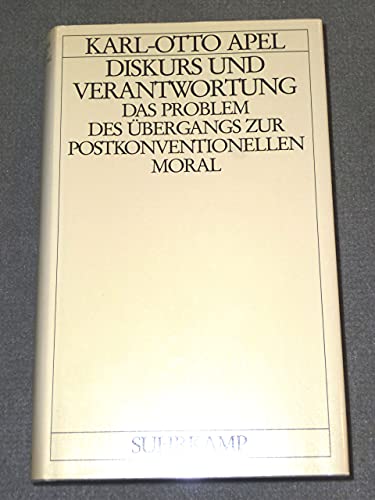 KARL-OTTO APEL
DISKURS UND
VERANTWORTUNG
DAS PROBLEM
DES ÜBERGANGS ZUR
POSTKONVENTIONELLEN
MORAL
SUHRKAMP